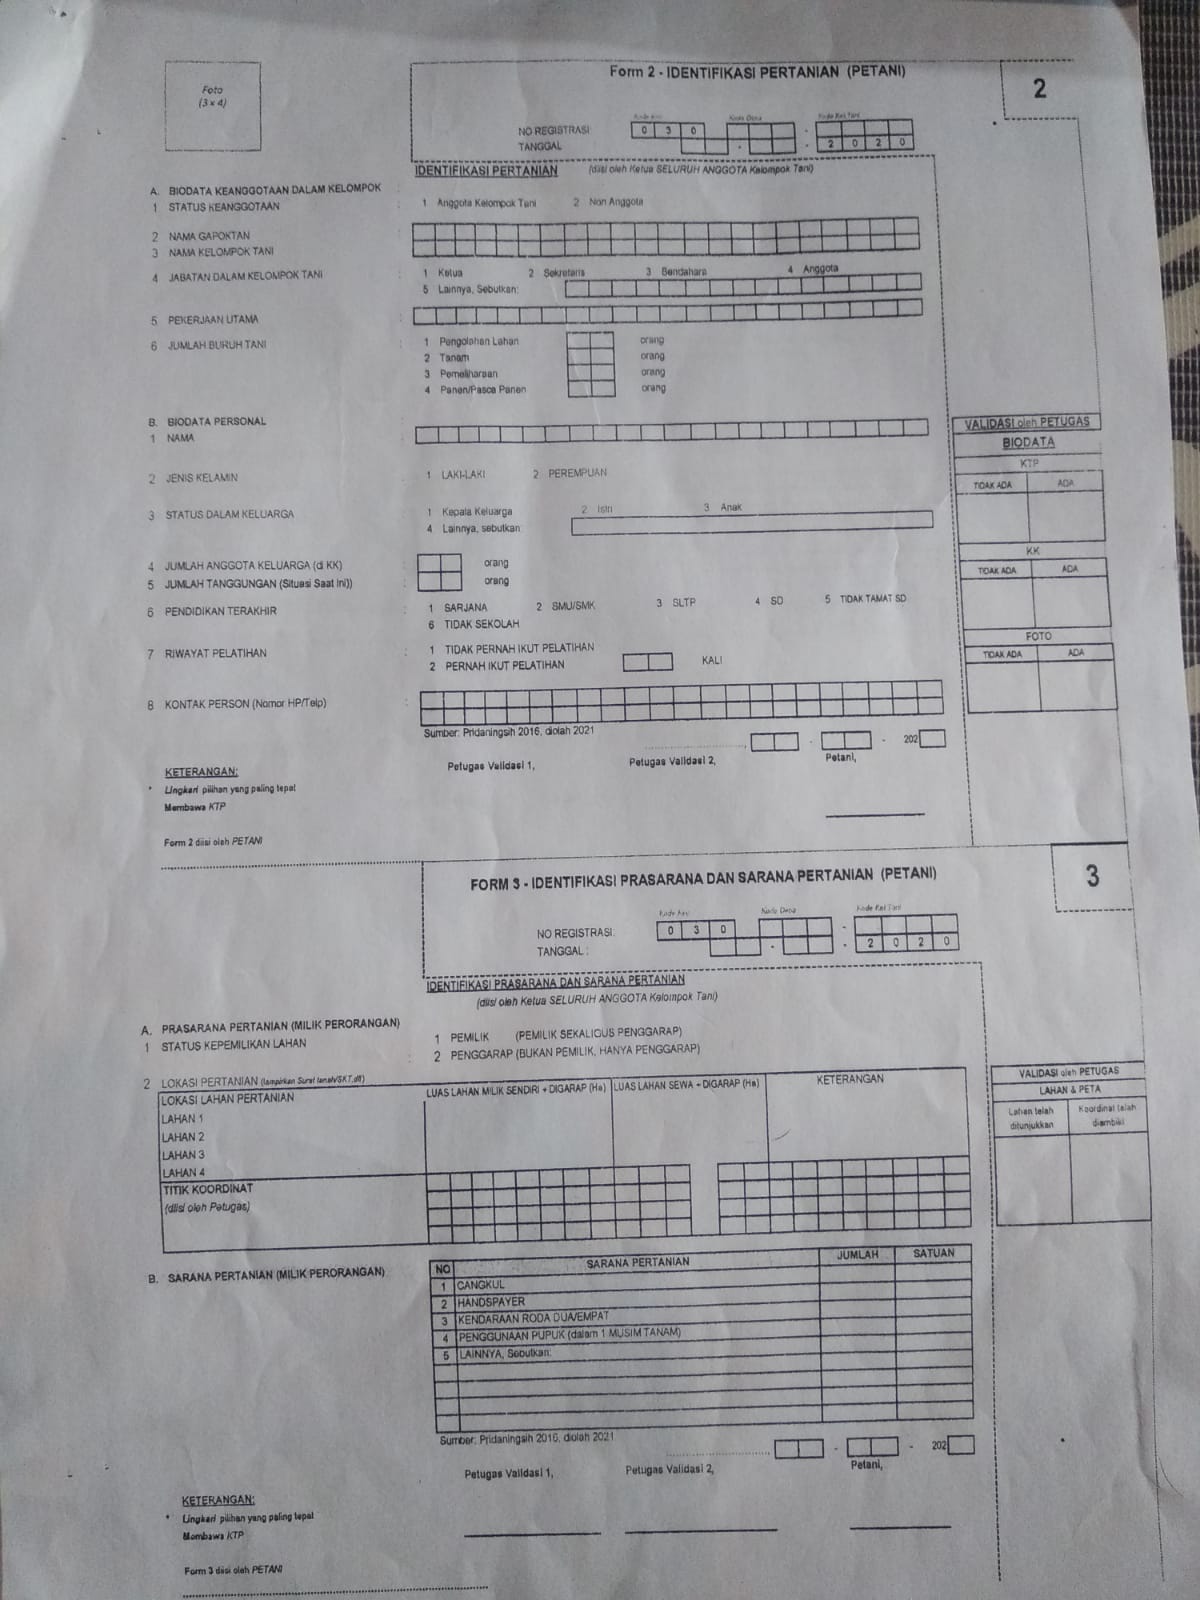 Foto
(3 x 4)
Form 2 - IDENTIFIKASI PERTANIAN (PETANI)
2
Kode Kec Kode Desa Kode Kel Tani
NO REGISTRASI 0 3 0
TANGGAL 2 0 2 0
IDENTIFIKASI PERTANIAN (diisi oleh Ketua SELURUH ANGGOTA Kelompok Tani)
A. BIODATA KEANGGOTAAN DALAM KELOMPOK
1 STATUS KEANGGOTAAN : 1 Anggota Kelompok Tani 2 Non Anggota
2 NAMA GAPOKTAN
3 NAMA KELOMPOK TANI
4 JABATAN DALAM KELOMPOK TANI : 1 Ketua 2 Sekretaris 3 Bendahara 4 Anggota
5 Lainnya, Sebutkan:
5 PEKERJAAN UTAMA :
6 JUMLAH BURUH TANI : 1 Pengolahan Lahan orang
2 Tanam orang
3 Pemeliharaan orang
4 Panen/Pasca Panen orang
B. BIODATA PERSONAL
1 NAMA
VALIDASI oleh PETUGAS
BIODATA
KTP
TIDAK ADA ADA
2 JENIS KELAMIN 1 LAKI-LAKI 2 PEREMPUAN
3 STATUS DALAM KELUARGA 1 Kepala Keluarga 2 Istri 3 Anak
4 Lainnya, sebutkan
KK
TIDAK ADA ADA
4 JUMLAH ANGGOTA KELUARGA (di KK) orang
5 JUMLAH TANGGUNGAN (Situasi Saat Ini)) orang
6 PENDIDIKAN TERAKHIR : 1 SARJANA 2 SMU/SMK 3 SLTP 4 SD 5 TIDAK TAMAT SD
6 TIDAK SEKOLAH
FOTO
TIDAK ADA ADA
7 RIWAYAT PELATIHAN : 1 TIDAK PERNAH IKUT PELATIHAN
2 PERNAH IKUT PELATIHAN KALI
8 KONTAK PERSON (Nomor HP/Telp) :
Sumber: Pridaningsih 2016, diolah 2021
202
Petugas Validasi 1, Petugas Validasi 2, Petani,
KETERANGAN:
* Lingkari pilihan yang paling tepat
Membawa KTP
Form 2 diisi oleh PETANI
FORM 3 - IDENTIFIKASI PRASARANA DAN SARANA PERTANIAN (PETANI)
3
Kode Kec Kode Desa Kode Kel Tani
NO REGISTRASI: 0 3 0
TANGGAL : 2 0 2 0
IDENTIFIKASI PRASARANA DAN SARANA PERTANIAN
(diisi oleh Ketua SELURUH ANGGOTA Kelompok Tani)
A. PRASARANA PERTANIAN (MILIK PERORANGAN)
1 STATUS KEPEMILIKAN LAHAN : 1 PEMILIK (PEMILIK SEKALIGUS PENGGARAP)
2 PENGGARAP (BUKAN PEMILIK, HANYA PENGGARAP)
2 LOKASI PERTANIAN (lampirkan Surat tanah/SKT,dll)
LOKASI LAHAN PERTANIAN LUAS LAHAN MILIK SENDIRI + DIGARAP (Ha) LUAS LAHAN SEWA + DIGARAP (Ha) KETERANGAN
LAHAN 1
LAHAN 2
LAHAN 3
LAHAN 4
TITIK KOORDINAT
(diisi oleh Petugas)
VALIDASI oleh PETUGAS
LAHAN & PETA
Lahan telah ditunjukkan Koordinat telah diambil
B. SARANA PERTANIAN (MILIK PERORANGAN)
NO SARANA PERTANIAN JUMLAH SATUAN
1 CANGKUL
2 HANDSPAYER
3 KENDARAAN RODA DUA/EMPAT
4 PENGGUNAAN PUPUK (dalam 1 MUSIM TANAM)
5 LAINNYA, Sebutkan:
Sumber: Pridaningsih 2016, diolah 2021
202
Petugas Validasi 1, Petugas Validasi 2, Petani,
KETERANGAN:
* Lingkari pilihan yang paling tepat
Membawa KTP
Form 3 diisi oleh PETANI